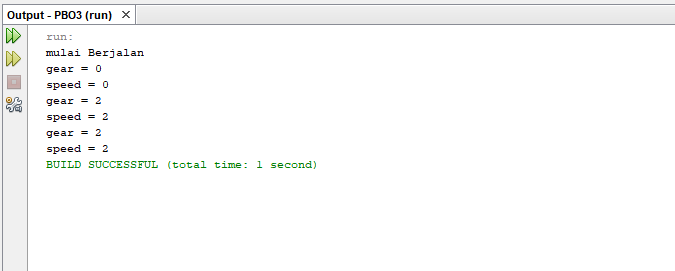 Output - PBO3 (run)
run:
mulai Berjalan
gear = 0
speed = 0
gear = 2
speed = 2
gear = 2
speed = 2
BUILD SUCCESSFUL (total time: 1 second)